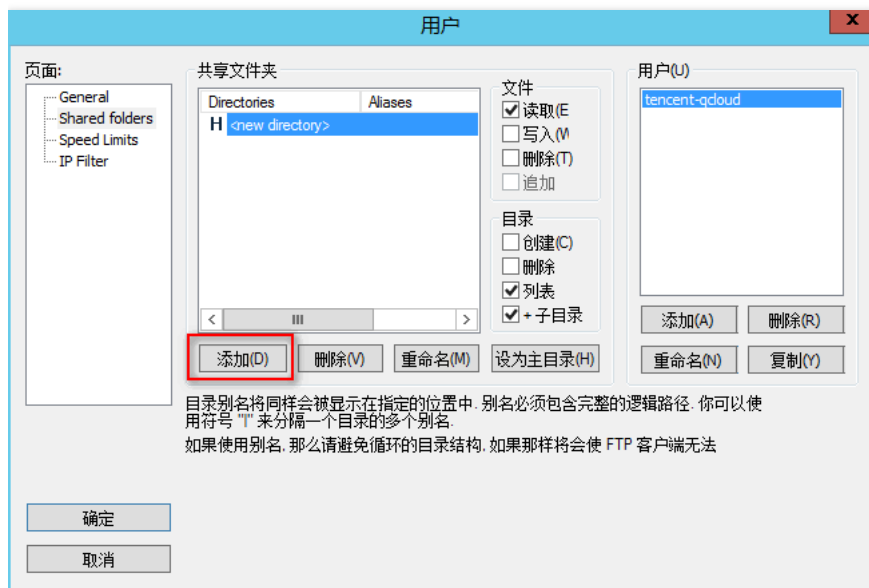 用户
x
页面:
General
Shared folders
Speed Limits
IP Filter
共享文件夹
Directories Aliases
H <new directory>
添加(D) 删除(V) 重命名(M) 设为主目录(H)
文件
读取(E
写入(W
删除(T)
追加
目录
创建(C)
删除
列表
+ 子目录
用户(U)
tencent-qcloud
添加(A) 删除(R)
重命名(N) 复制(Y)
目录别名将同样会被显示在指定的位置中. 别名必须包含完整的逻辑路径. 你可以使
用符号 "|" 来分隔一个目录的多个别名.
如果使用别名, 那么请避免循环的目录结构, 如果那样将会使 FTP 客户端无法
确定
取消